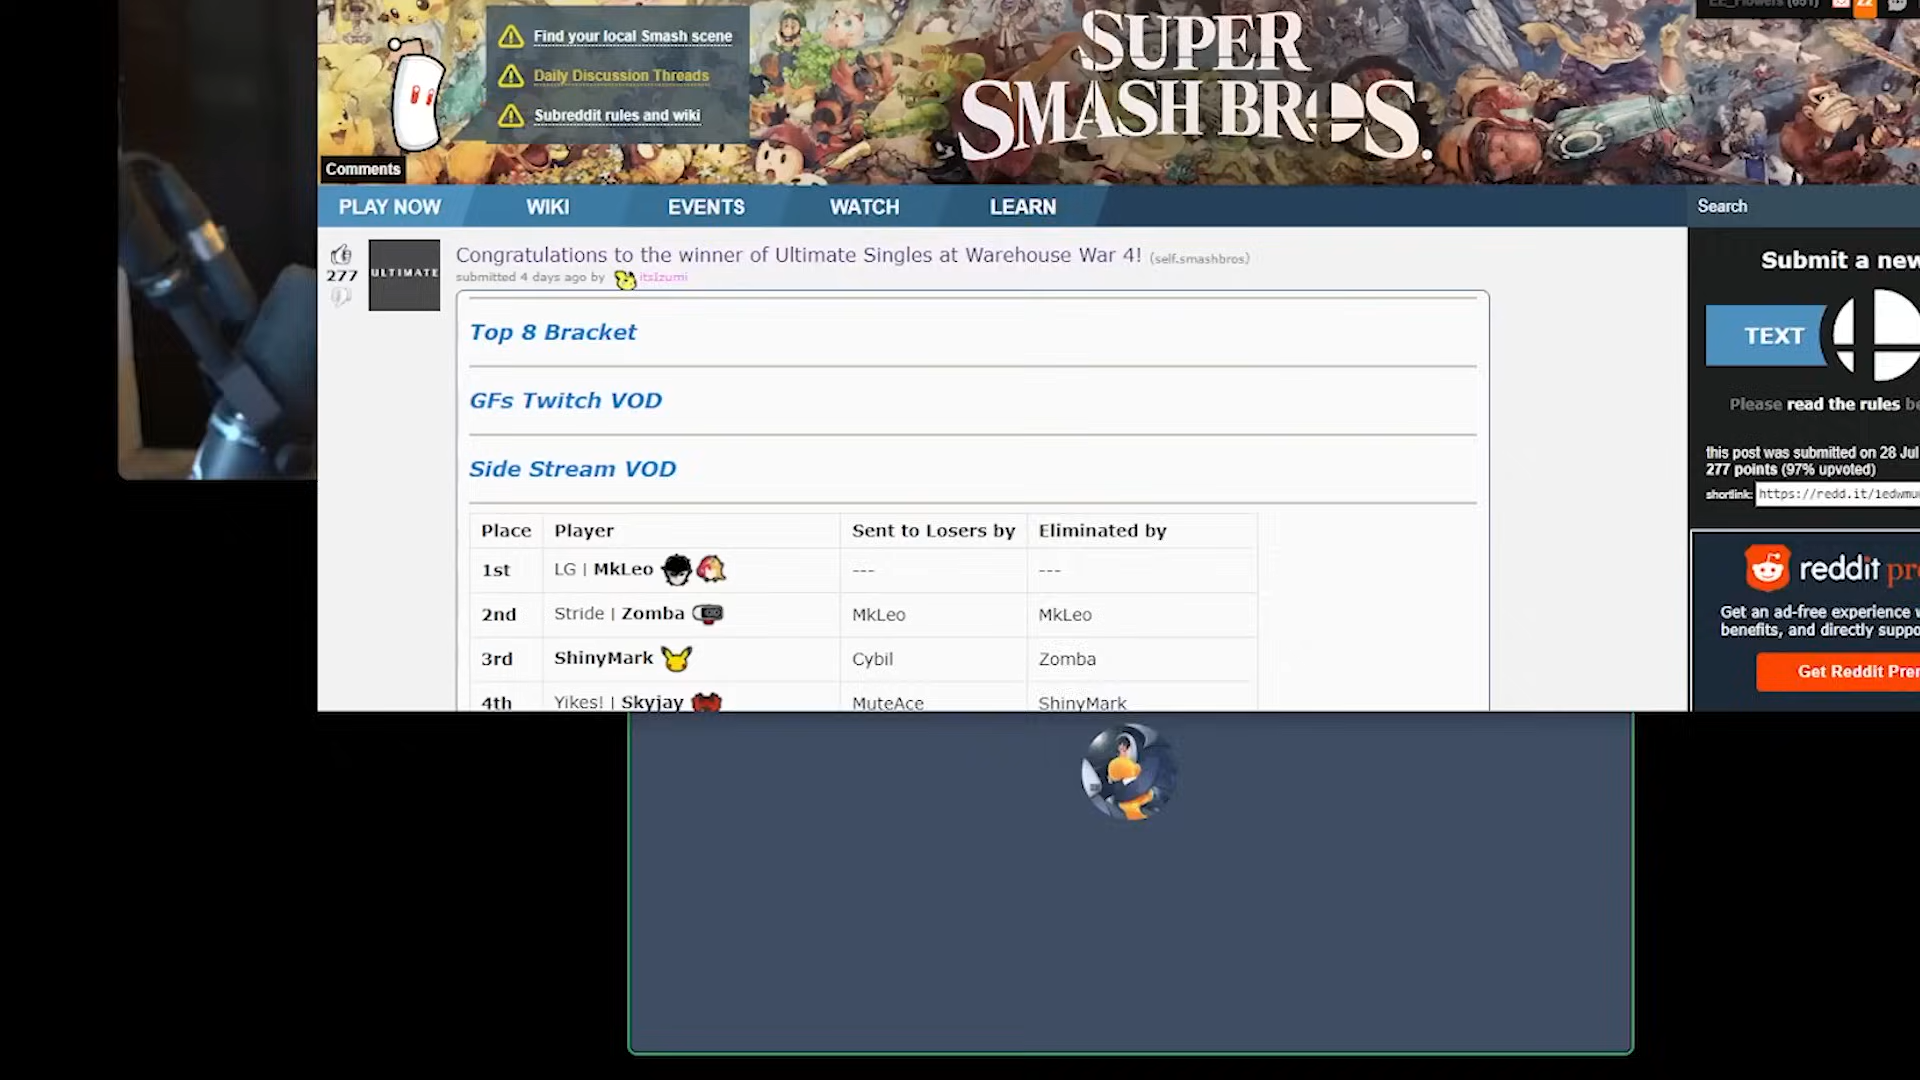 Find your local Smash scene
Daily Discussion Threads
Subreddit rules and wiki
SUPER
SMASH BROS.
Comments
PLAY NOW
WIKI
EVENTS
WATCH
LEARN
Search
277
ULTIMATE
Congratulations to the winner of Ultimate Singles at Warehouse War 4! (self.smashbros)
submitted 4 days ago by itsIzumi
Top 8 Bracket
GFs Twitch VOD
Side Stream VOD
Place Player Sent to Losers by Eliminated by
1st LG | MkLeo --- ---
2nd Stride | Zomba MkLeo MkLeo
3rd ShinyMark Cybil Zomba
4th Yikes! | Skyjay MuteAce ShinyMark
Submit a new
TEXT
Please read the rules be
this post was submitted on 28 Jul
277 points (97% upvoted)
shortlink: https://redd.it/1edwmu
reddit pre
Get an ad-free experience w
benefits, and directly suppo
Get Reddit Pre